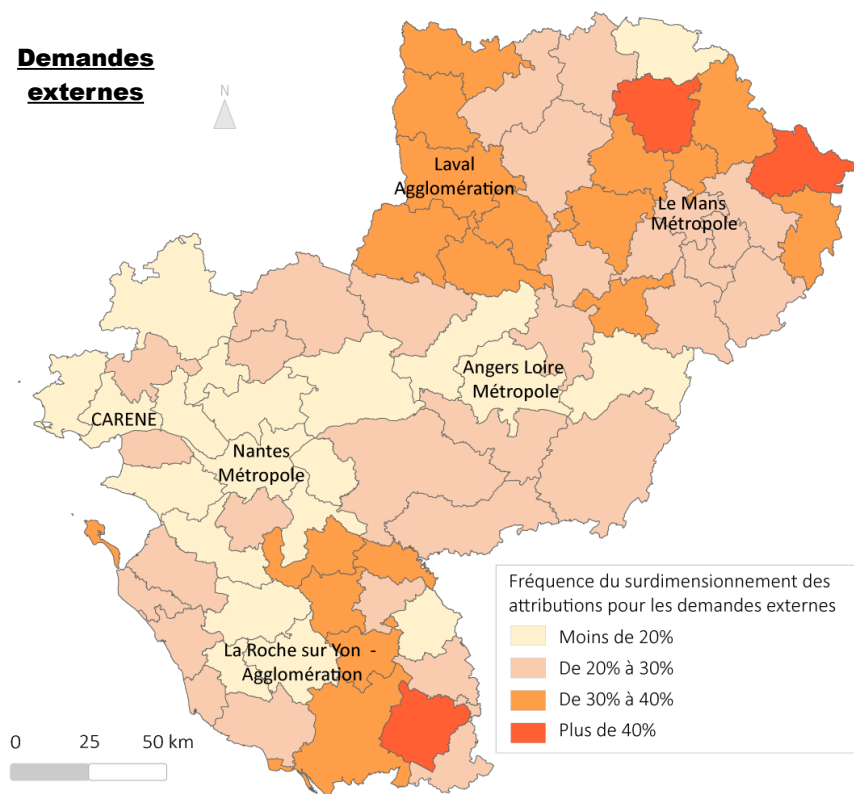 Demandes
externes
N
Laval
Agglomération
Le Mans
Métropole
Angers Loire
Métropole
CARENE
Nantes
Métropole
La Roche sur Yon -
Agglomération
Fréquence du surdimensionnement des
attributions pour les demandes externes
Moins de 20%
De 20% à 30%
De 30% à 40%
Plus de 40%
0 25 50 km